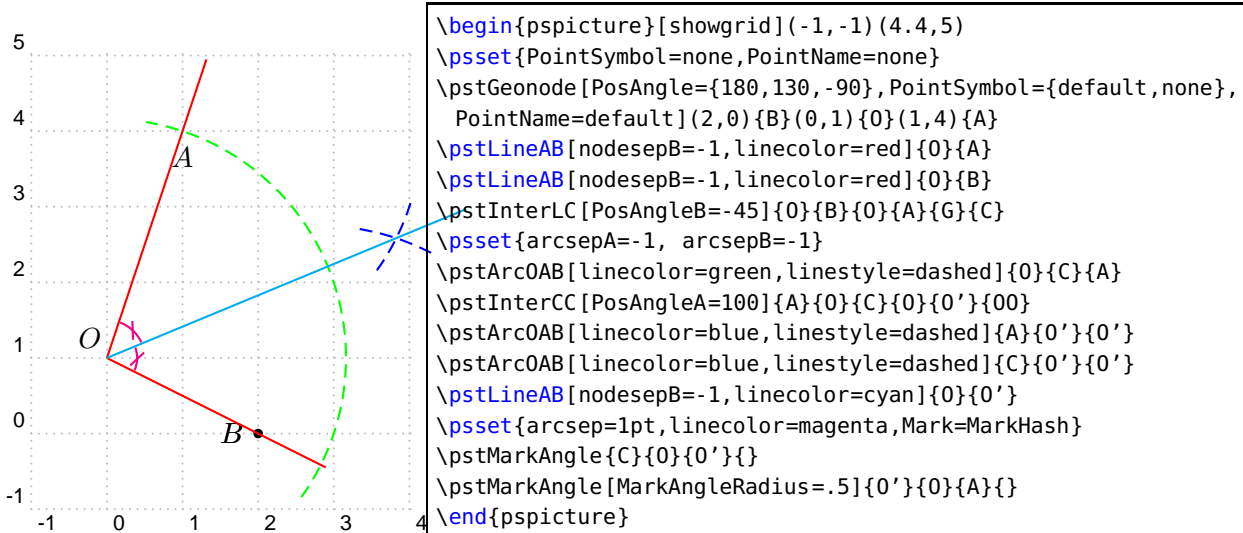 5
4
3
2
1
0
-1
-1 0 1 2 3 4
A
O
B
\begin{pspicture}[showgrid](-1,-1)(4.4,5)
\psset{PointSymbol=none,PointName=none}
\pstGeonode[PosAngle={180,130,-90},PointSymbol={default,none},
PointName=default](2,0){B}(0,1){O}(1,4){A}
\pstLineAB[nodesepB=-1,linecolor=red]{O}{A}
\pstLineAB[nodesepB=-1,linecolor=red]{O}{B}
\pstInterLC[PosAngleB=-45]{O}{B}{O}{A}{G}{C}
\psset{arcsepA=-1, arcsepB=-1}
\pstArcOAB[linecolor=green,linestyle=dashed]{O}{C}{A}
\pstInterCC[PosAngleA=100]{A}{O}{C}{O}{O’}{OO}
\pstArcOAB[linecolor=blue,linestyle=dashed]{A}{O’}{O’}
\pstArcOAB[linecolor=blue,linestyle=dashed]{C}{O’}{O’}
\pstLineAB[nodesepB=-1,linecolor=cyan]{O}{O’}
\psset{arcsep=1pt,linecolor=magenta,Mark=MarkHash}
\pstMarkAngle{C}{O}{O’}{}
\pstMarkAngle[MarkAngleRadius=.5]{O’}{O}{A}{}
\end{pspicture}